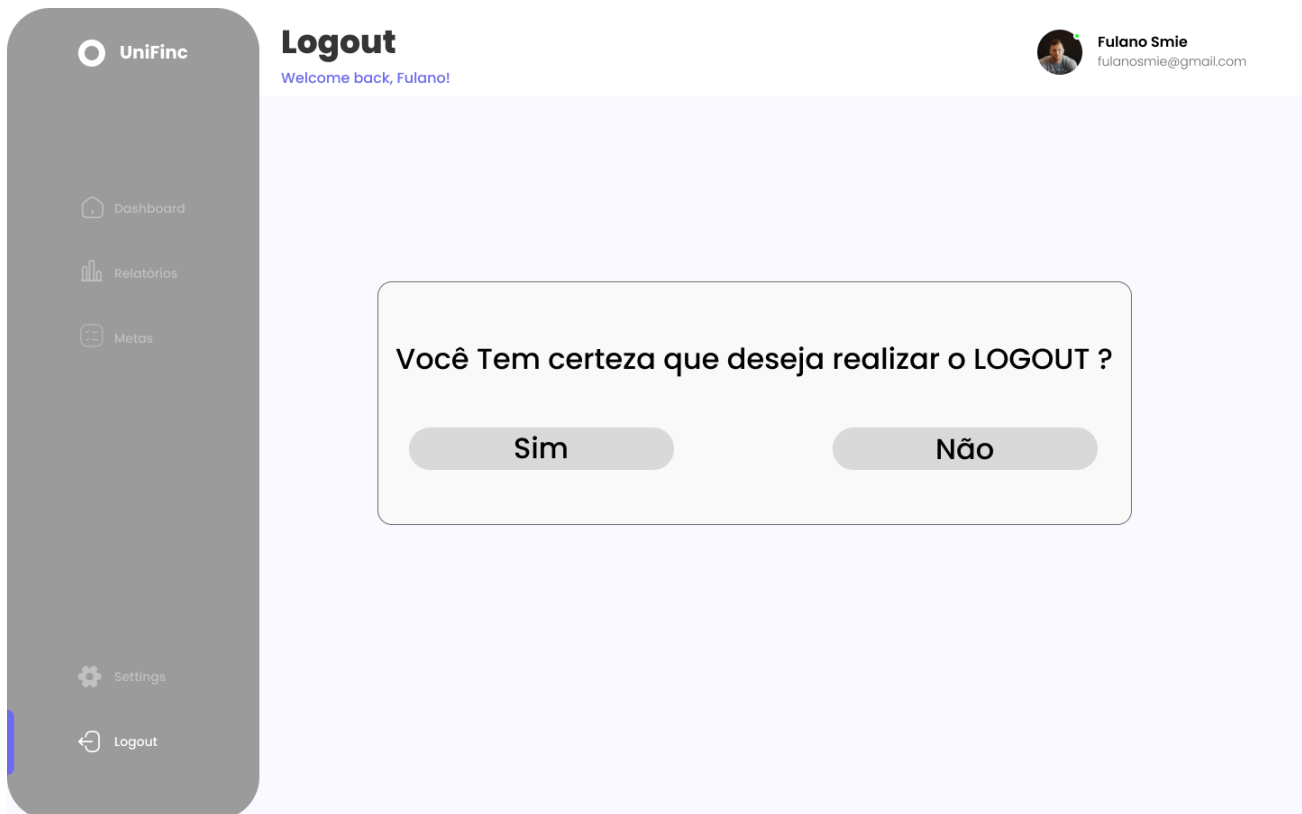 UniFinc
Logout
Welcome back, Fulano!
Fulano Smie
fulanosmie@gmail.com
Dashboard
Relatórios
Metas
Você Tem certeza que deseja realizar o LOGOUT ?
Sim
Não
Settings
Logout